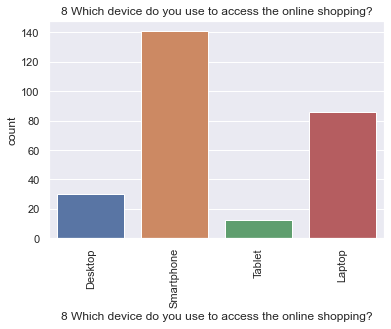 8 Which device do you use to access the online shopping?
140
120
100
80
60
40
20
0
count
Desktop
Smartphone
Tablet
Laptop
8 Which device do you use to access the online shopping?